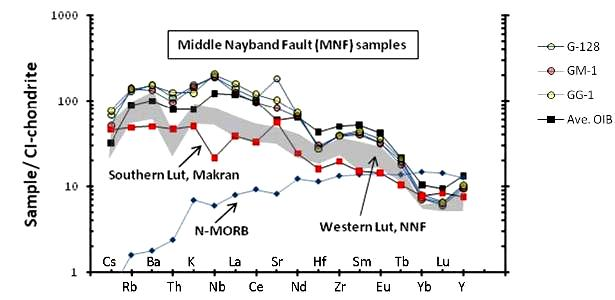 Middle Nayband Fault (MNF) samples
1000
100
10
1
Sample/ CI-chondrite
G-128
GM-1
GG-1
Ave. OIB
Southern Lut, Makran
N-MORB
Western Lut, NNF
Cs Ba K La Sr Hf Sm Tb Lu
Rb Th Nb Ce Nd Zr Eu Yb Y